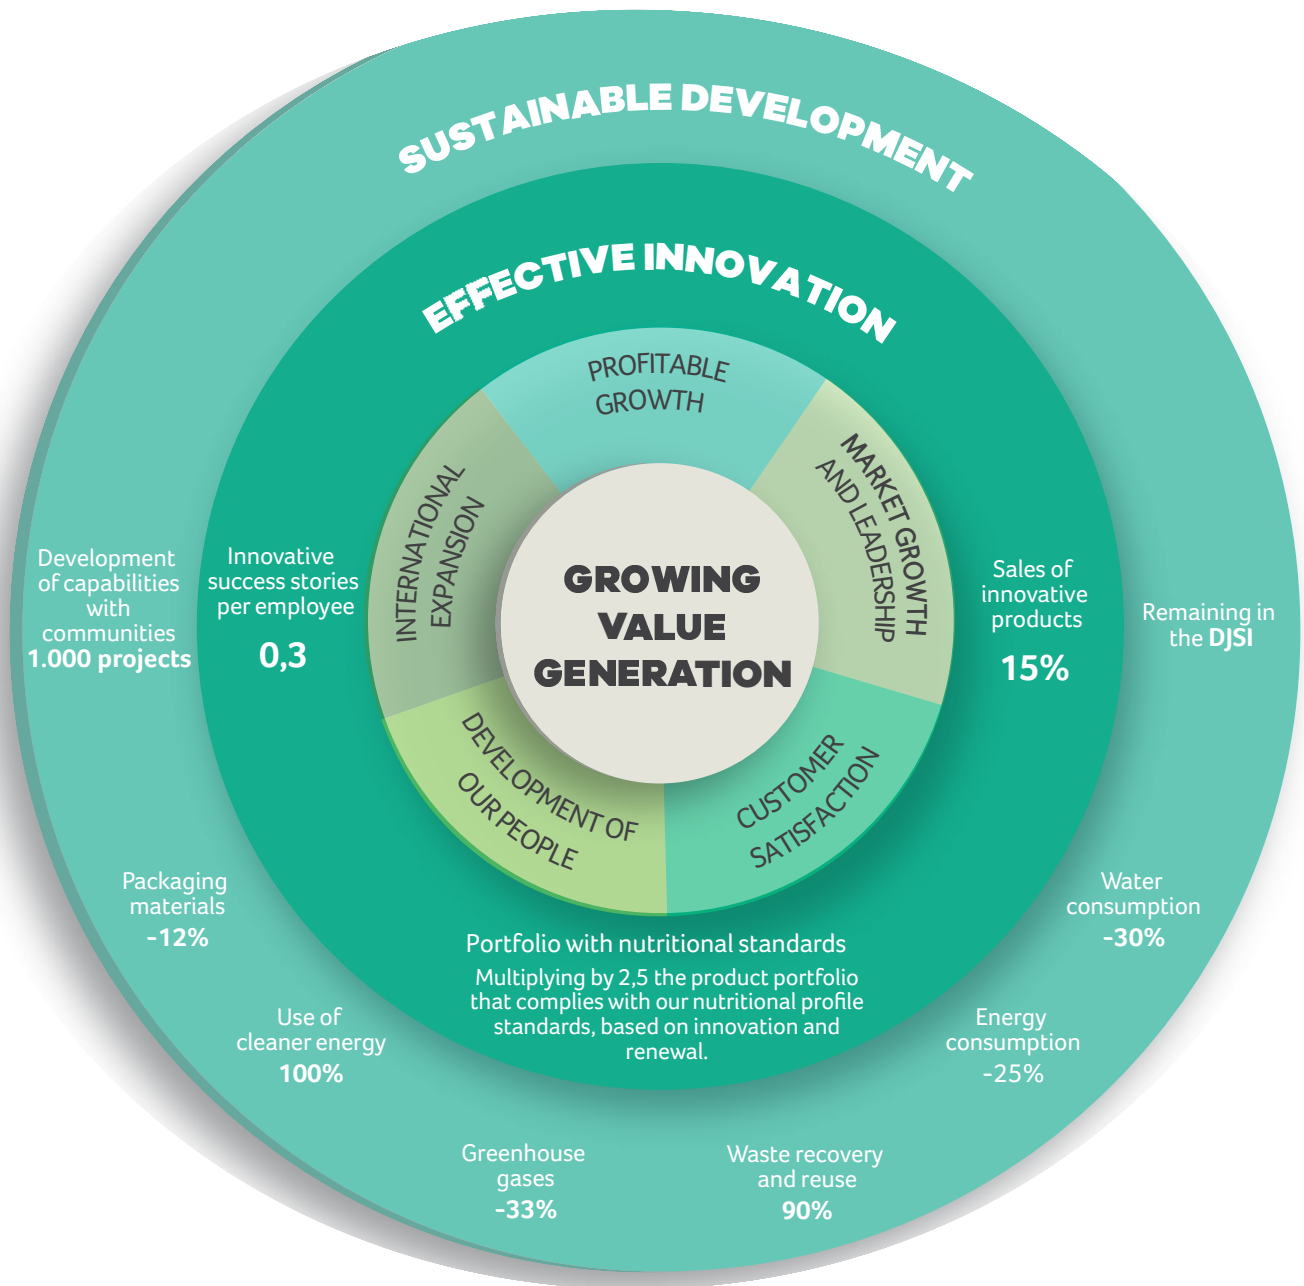 SUSTAINABLE DEVELOPMENT
EFFECTIVE INNOVATION
PROFITABLE
GROWTH
MARKET GROWTH
AND LEADERSHIP
CUSTOMER
SATISFACTION
DEVELOPMENT OF
OUR PEOPLE
INTERNATIONAL
EXPANSION
GROWING
VALUE
GENERATION
Development
of capabilities
with
communities
1.000 projects
Innovative
success stories
per employee
0,3
Sales of
innovative
products
15%
Remaining in
the DJSI
Packaging
materials
-12%
Water
consumption
-30%
Portfolio with nutritional standards
Multiplying by 2,5 the product portfolio
that complies with our nutritional profile
standards, based on innovation and
renewal.
Use of
cleaner energy
100%
Energy
consumption
-25%
Greenhouse
gases
-33%
Waste recovery
and reuse
90%